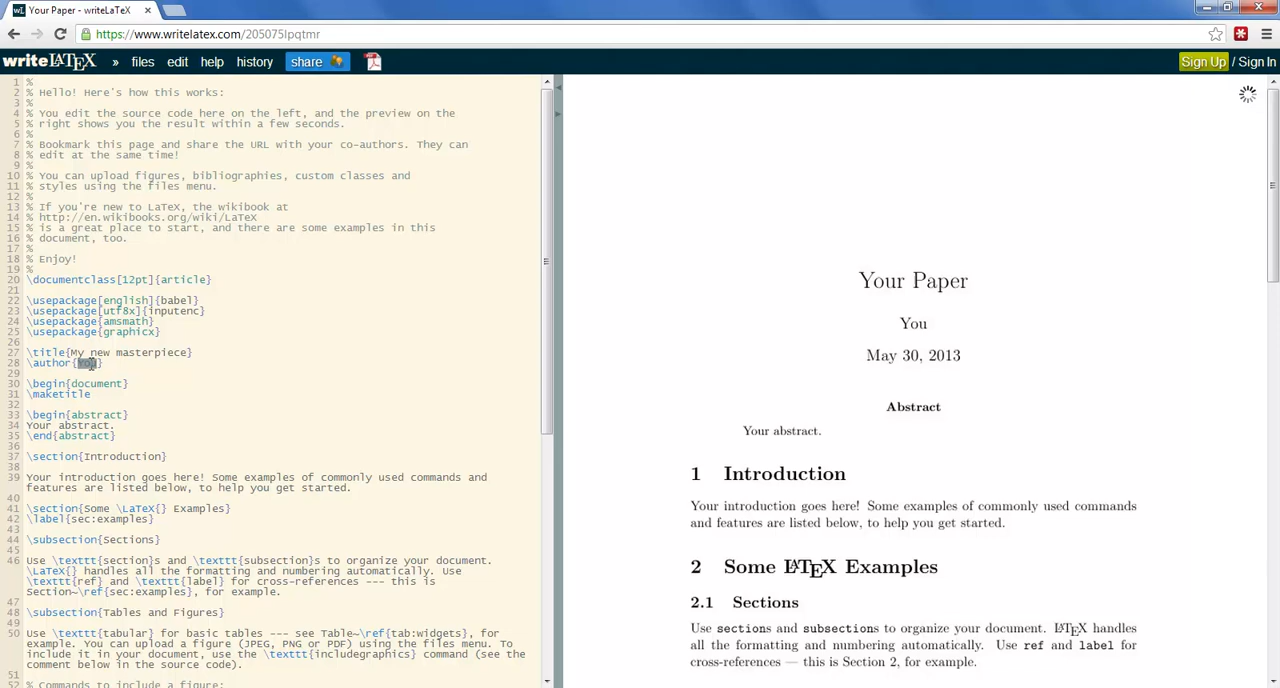 Your Paper - writeLaTeX
https://www.writelatex.com/205075lpqtmr
writeLATEX » files edit help history share Sign Up / Sign In
1 %
2 % Hello! Here's how this works:
3 %
4 % You edit the source code here on the left, and the preview on the
5 % right shows you the result within a few seconds.
6 %
7 % Bookmark this page and share the URL with your co-authors. They can
8 % edit at the same time!
9 %
10 % You can upload figures, bibliographies, custom classes and
11 % styles using the files menu.
12 %
13 % If you're new to LaTeX, the wikibook at
14 % http://en.wikibooks.org/wiki/LaTeX
15 % is a great place to start, and there are some examples in this
16 % document, too.
17 %
18 % Enjoy!
19 %
20 \documentclass[12pt]{article}
21
22 \usepackage[english]{babel}
23 \usepackage[utf8x]{inputenc}
24 \usepackage{amsmath}
25 \usepackage{graphicx}
26
27 \title{My new masterpiece}
28 \author{You}
29
30 \begin{document}
31 \maketitle
32
33 \begin{abstract}
34 Your abstract.
35 \end{abstract}
36
37 \section{Introduction}
38
39 Your introduction goes here! Some examples of commonly used commands and
features are listed below, to help you get started.
40
41 \section{Some \LaTeX{} Examples}
42 \label{sec:examples}
43
44 \subsection{Sections}
45
46 Use \texttt{section}s and \texttt{subsection}s to organize your document.
\LaTeX{} handles all the formatting and numbering automatically. Use
\texttt{ref} and \texttt{label} for cross-references --- this is
Section~\ref{sec:examples}, for example.
47
48 \subsection{Tables and Figures}
49
50 Use \texttt{tabular} for basic tables --- see Table~\ref{tab:widgets}, for
example. You can upload a figure (JPEG, PNG or PDF) using the files menu. To
include it in your document, use the \texttt{includegraphics} command (see the
comment below in the source code).
51
% Commands to include a figure:
Your Paper
You
May 30, 2013
Abstract
Your abstract.
1 Introduction
Your introduction goes here! Some examples of commonly used commands
and features are listed below, to help you get started.
2 Some LATEX Examples
2.1 Sections
Use sections and subsections to organize your document. LATEX handles
all the formatting and numbering automatically. Use ref and label for
cross-references — this is Section 2, for example.